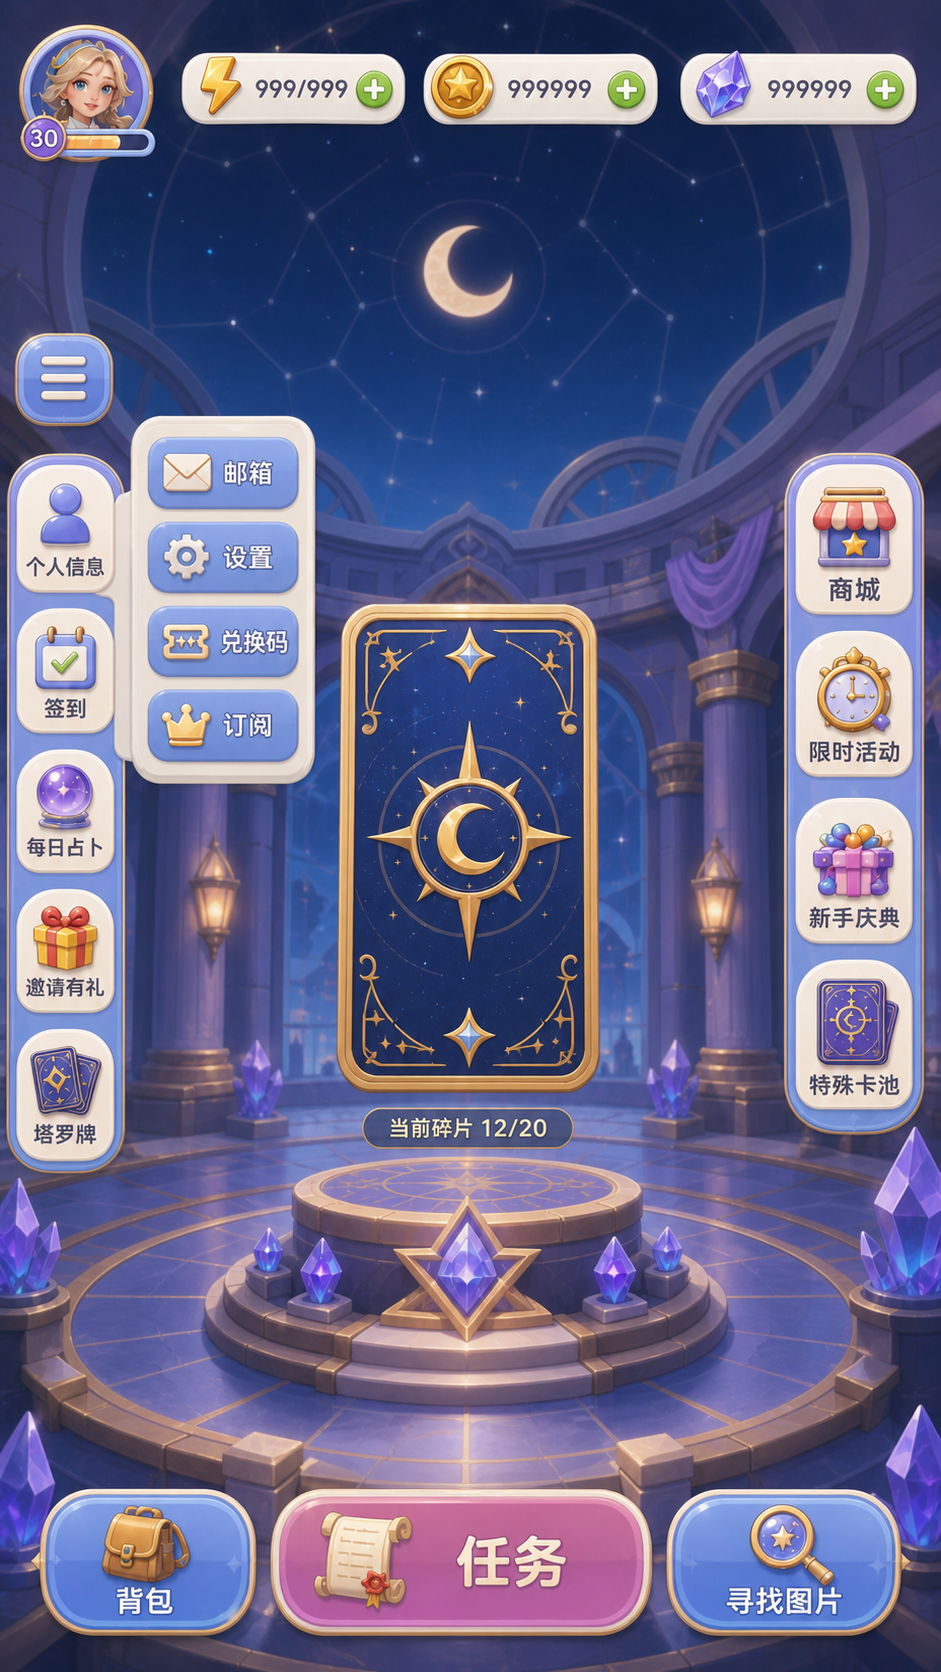 999/999
999999
999999
30
邮箱
设置
兑换码
订阅
个人信息
签到
每日占卜
邀请有礼
塔罗牌
商城
限时活动
新手庆典
特殊卡池
当前碎片 12/20
背包
任务
寻找图片